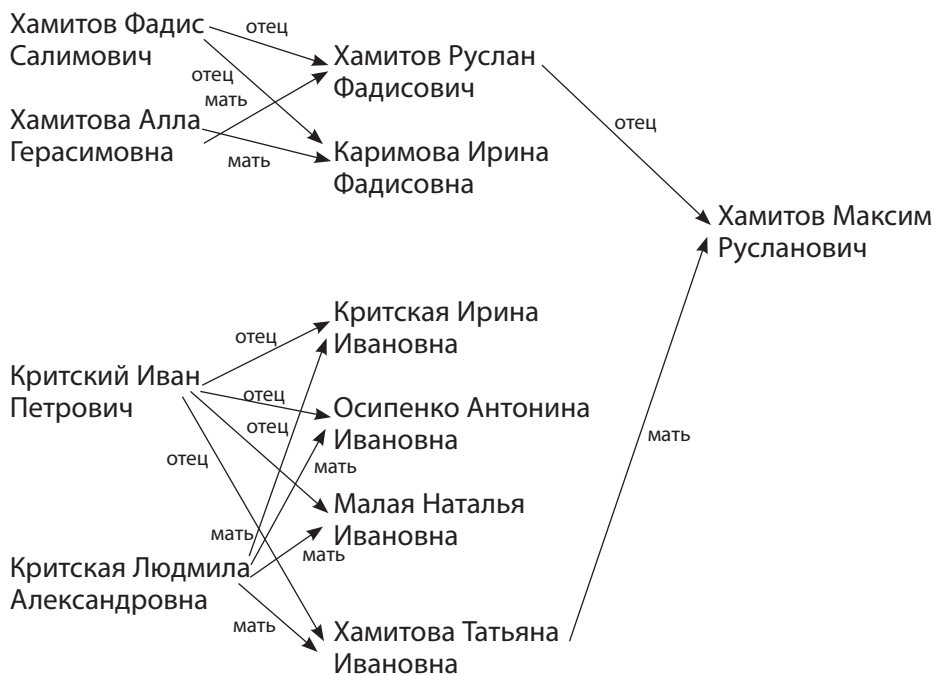 Хамитов Фадис
Салимович
отец
Хамитов Руслан
Фадисович
отец
мать
Хамитова Алла
Герасимовна
отец
мать
Каримова Ирина
Фадисовна
Хамитов Максим
Русланович
Критская Ирина
Ивановна
отец
Критский Иван
Петрович
отец
Осипенко Антонина
Ивановна
отец
мать
отец
мать
Малая Наталья
Ивановна
мать
мать
Критская Людмила
Александровна
мать
Хамитова Татьяна
Ивановна